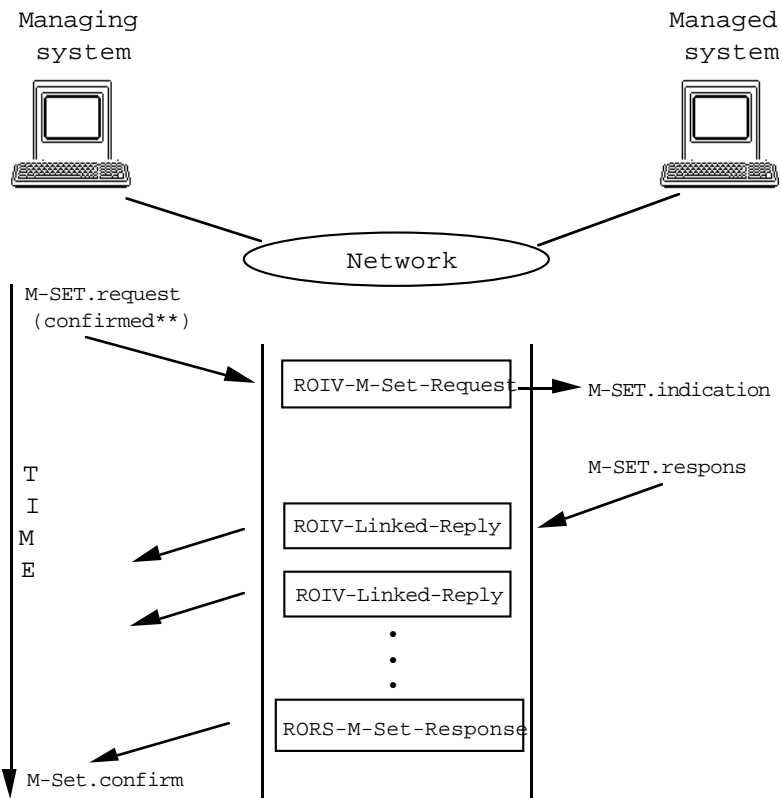 Managing
system
Managed
system
Network
M-SET.request
(confirmed**)
ROIV-M-Set-Request
M-SET.indication
M-SET.respons
T
I
M
E
ROIV-Linked-Reply
ROIV-Linked-Reply
RORS-M-Set-Response
M-Set.confirm